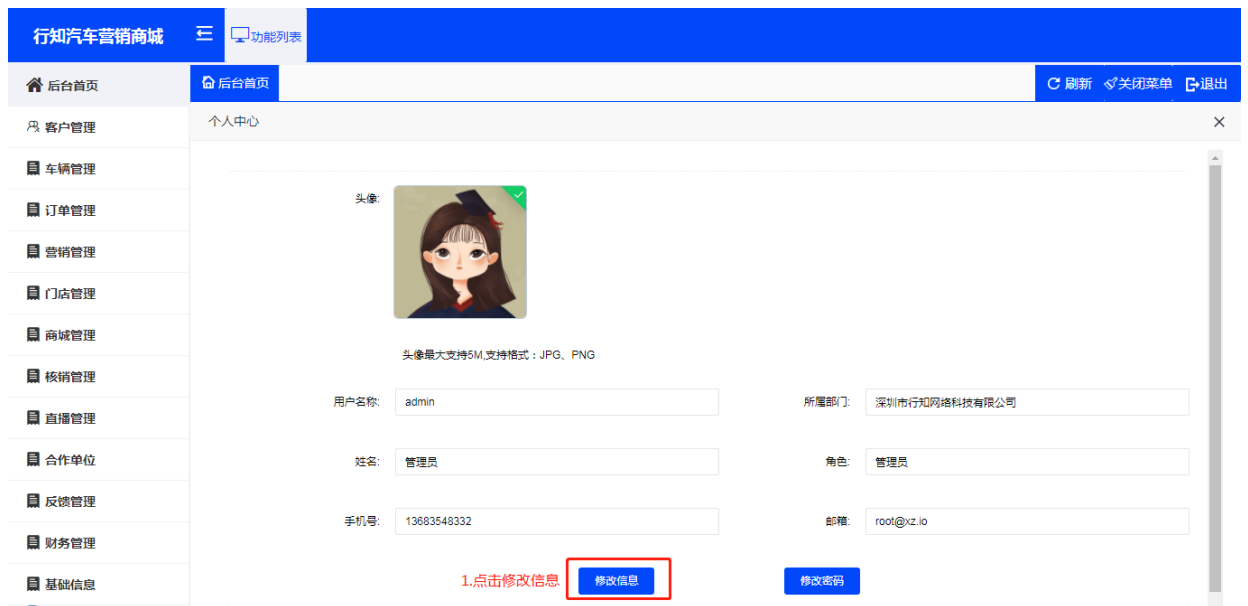 行知汽车营销商城
功能列表
后台首页
后台首页
刷新
关闭菜单
退出
客户管理
车辆管理
订单管理
营销管理
门店管理
商城管理
核销管理
直播管理
合作单位
反馈管理
财务管理
基础信息
个人中心
头像:
头像最大支持5M,支持格式：JPG、PNG
用户名称: admin
所属部门: 深圳市行知网络科技有限公司
姓名: 管理员
角色: 管理员
手机号: 13683548332
邮箱: root@xz.io
1.点击修改信息
修改信息
修改密码